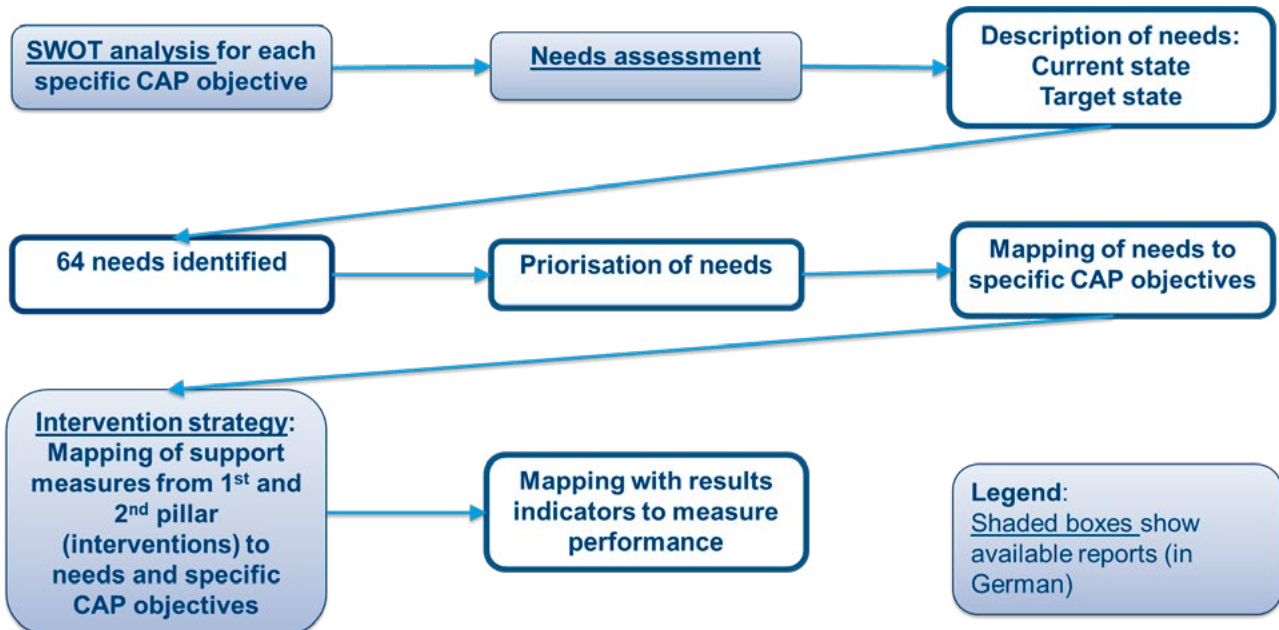 SWOT analysis for each
specific CAP objective
Needs assessment
Description of needs:
Current state
Target state
64 needs identified
Priorisation of needs
Mapping of needs to
specific CAP objectives
Intervention strategy:
Mapping of support
measures from 1st and
2nd pillar
(interventions) to
needs and specific
CAP objectives
Mapping with results
indicators to measure
performance
Legend:
Shaded boxes show
available reports (in
German)